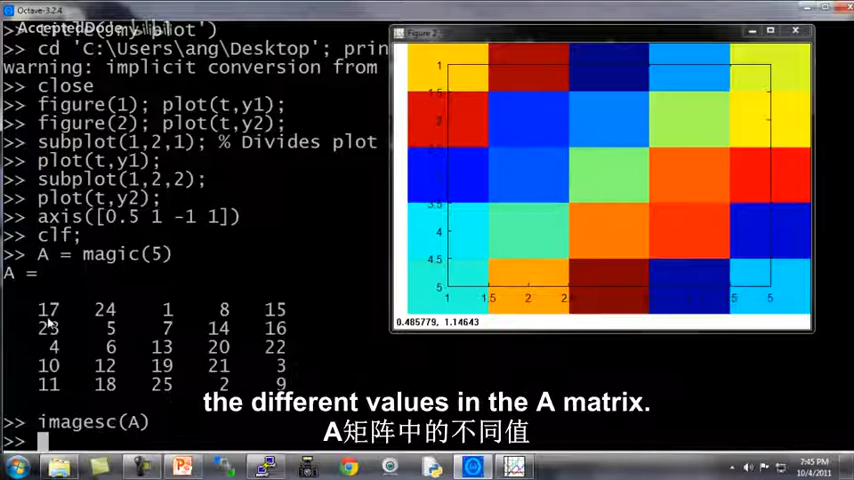 Octave-3.2.4
AcceptedDoge bilibili
>> cd 'C:\Users\ang\Desktop'; prin
warning: implicit conversion from
>> close
>> figure(1); plot(t,y1);
>> figure(2); plot(t,y2);
>> subplot(1,2,1); % Divides plot
>> plot(t,y1);
>> subplot(1,2,2);
>> plot(t,y2);
>> axis([0.5 1 -1 1])
>> clf;
>> A = magic(5)
A =
17 24 1 8 15
23 5 7 14 16
4 6 13 20 22
10 12 19 21 3
11 18 25 2 9
>> imagesc(A)
>>
Figure 2
1
1.5
2
3.5
4
4.5
5
1 1.5 2 5
0.485779, 1.14643
the different values in the A matrix.
A矩阵中的不同值
7:45 PM
10/4/2011